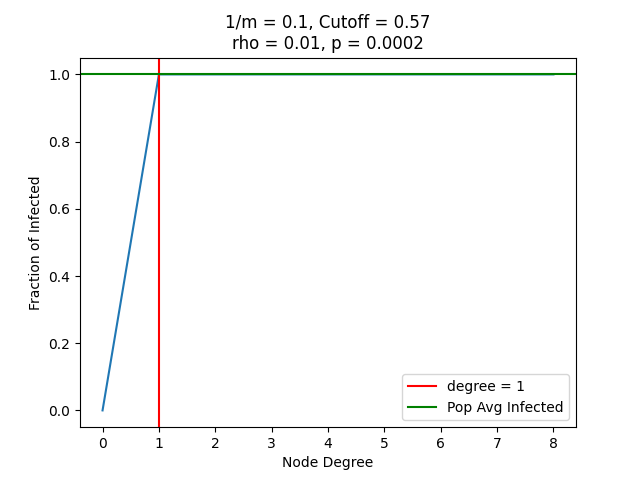 1/m = 0.1, Cutoff = 0.57
rho = 0.01, p = 0.0002
1.0
0.8
0.6
0.4
0.2
0.0
Fraction of Infected
degree = 1
Pop Avg Infected
0 1 2 3 4 5 6 7 8
Node Degree